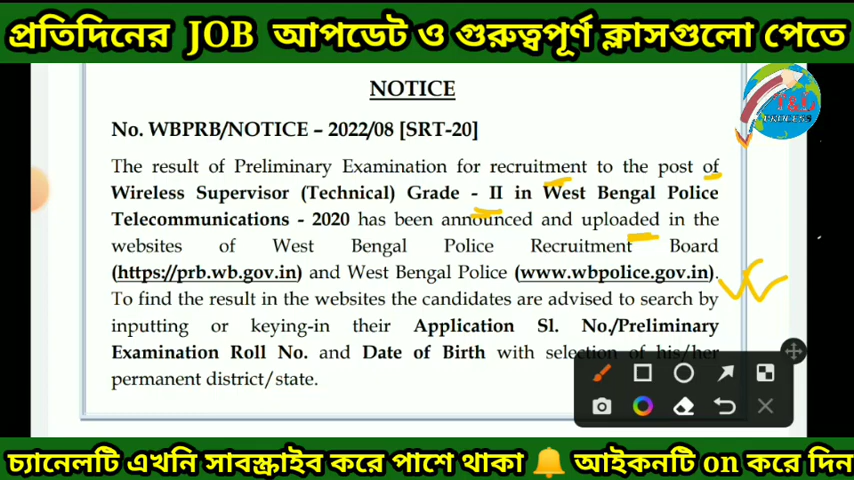 প্রতিদিনের JOB আপডেট ও গুরুত্বপূর্ণ ক্লাসগুলো পেতে
NOTICE
T&L
PROCESS
No. WBPRB/NOTICE – 2022/08 [SRT-20]
The result of Preliminary Examination for recruitment to the post of
Wireless Supervisor (Technical) Grade - II in West Bengal Police
Telecommunications - 2020 has been announced and uploaded in the
websites of West Bengal Police Recruitment Board
(https://prb.wb.gov.in) and West Bengal Police (www.wbpolice.gov.in).
To find the result in the websites the candidates are advised to search by
inputting or keying-in their Application Sl. No./Preliminary
Examination Roll No. and Date of Birth with selection of his/her
permanent district/state.
চ্যানেলটি এখনি সাবস্ক্রাইব করে পাশে থাকা 🔔 আইকনটি on করে দিন